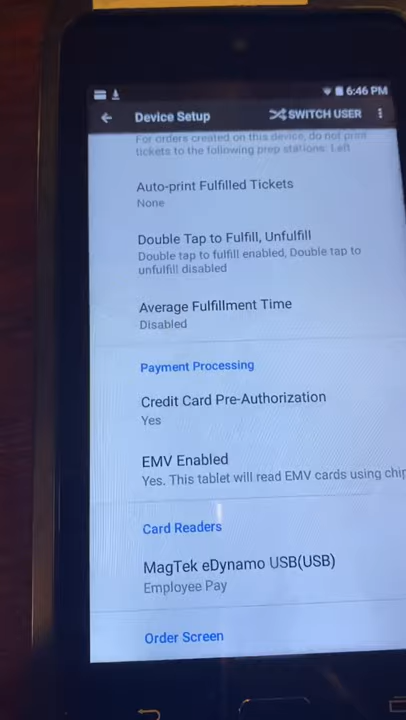 6:46 PM
Device Setup
SWITCH USER
For orders created on this device, do not print
tickets to the following prep stations: Left
Auto-print Fulfilled Tickets
None
Double Tap to Fulfill, Unfulfill
Double tap to fulfill enabled, Double tap to
unfulfill disabled
Average Fulfillment Time
Disabled
Payment Processing
Credit Card Pre-Authorization
Yes
EMV Enabled
Yes. This tablet will read EMV cards using chip
Card Readers
MagTek eDynamo USB(USB)
Employee Pay
Order Screen